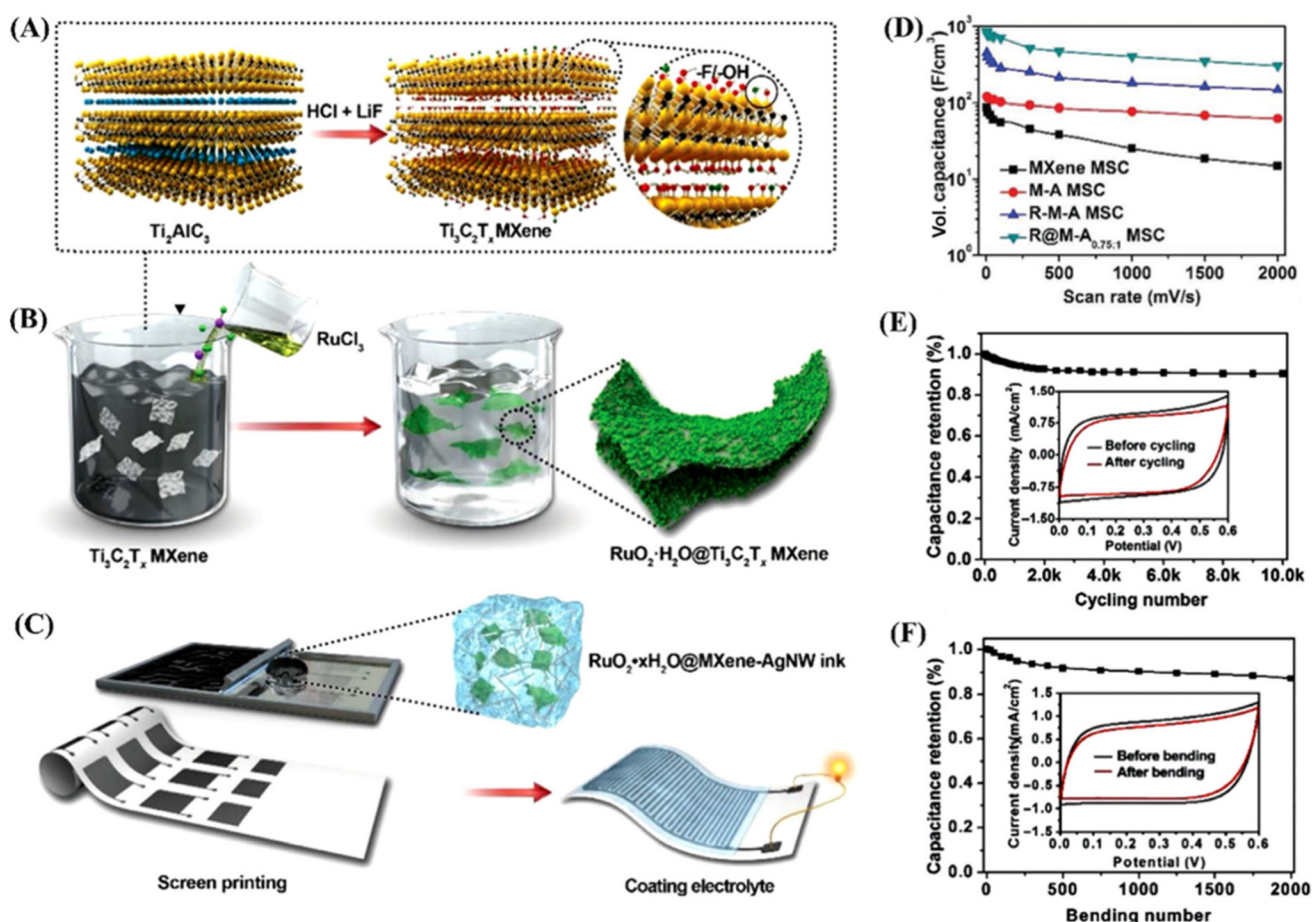 (A)
HCl + LiF
-F/-OH
Ti₂AlC₃
Ti₃C₂Tₓ MXene
(B)
RuCl₃
Ti₃C₂Tₓ MXene
RuO₂·H₂O@Ti₃C₂Tₓ MXene
(C)
RuO₂•xH₂O@MXene-AgNW ink
Screen printing
Coating electrolyte
(D)
Vol. capacitance (F/cm³)
10³
10²
10¹
10⁰
MXene MSC
M-A MSC
R-M-A MSC
R@M-A₀.₇₅:₁ MSC
0 500 1000 1500 2000
Scan rate (mV/s)
(E)
Capacitance retention (%)
1.0
0.8
0.6
0.4
0.2
0.0
Current density (mA/cm²)
1.50
0.75
0.00
-0.75
-1.50
Before cycling
After cycling
0.0 0.1 0.2 0.3 0.4 0.5 0.6
Potential (V)
0.0 2.0k 4.0k 6.0k 8.0k 10.0k
Cycling number
(F)
Capacitance retention (%)
1.0
0.8
0.6
0.4
0.2
0.0
Current density(mA/cm²)
1.5
1.0
0.5
0.0
-0.5
-1.0
-1.5
Before bending
After bending
0.0 0.1 0.2 0.3 0.4 0.5 0.6
Potential (V)
0 500 1000 1500 2000
Bending number